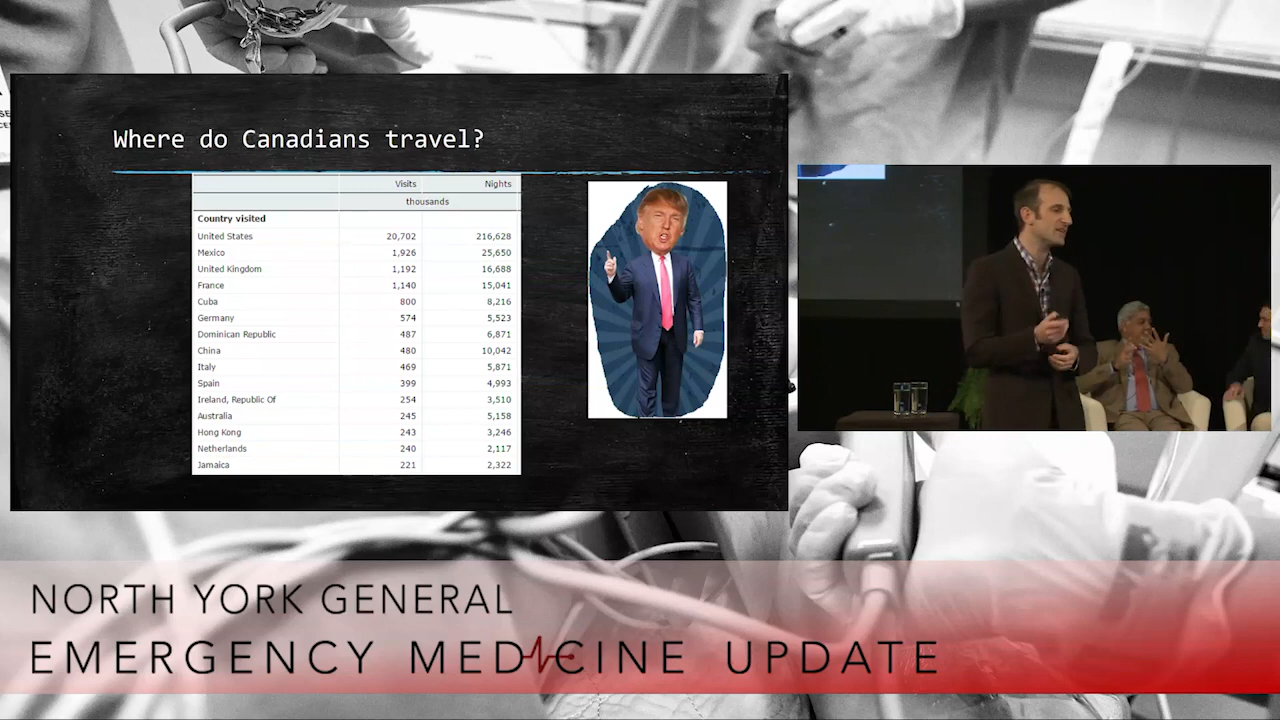 Where do Canadians travel?
Visits Nights
thousands
Country visited
United States 20,702 216,628
Mexico 1,926 25,650
United Kingdom 1,192 16,688
France 1,140 15,041
Cuba 800 8,216
Germany 574 5,523
Dominican Republic 487 6,871
China 480 10,042
Italy 469 5,871
Spain 399 4,993
Ireland, Republic Of 254 3,510
Australia 245 5,158
Hong Kong 243 3,246
Netherlands 240 2,117
Jamaica 221 2,322
NORTH YORK GENERAL
EMERGENCY MEDICINE UPDATE